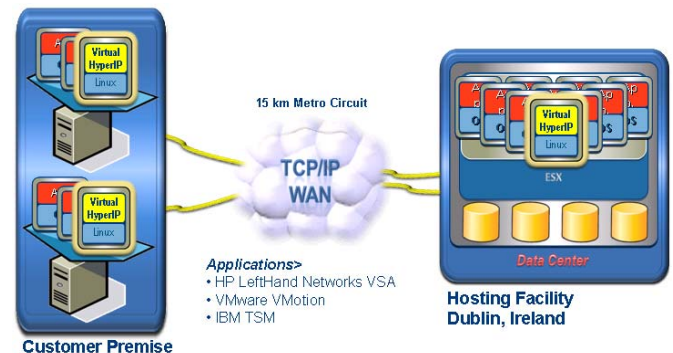 Virtual
HyperIP
Linux
Virtual
HyperIP
Linux
Customer Premise
15 km Metro Circuit
TCP/IP
WAN
Applications>
• HP LeftHand Networks VSA
• VMware VMotion
• IBM TSM
Virtual
HyperIP
Linux
ESX
Data Center
Hosting Facility
Dublin, Ireland